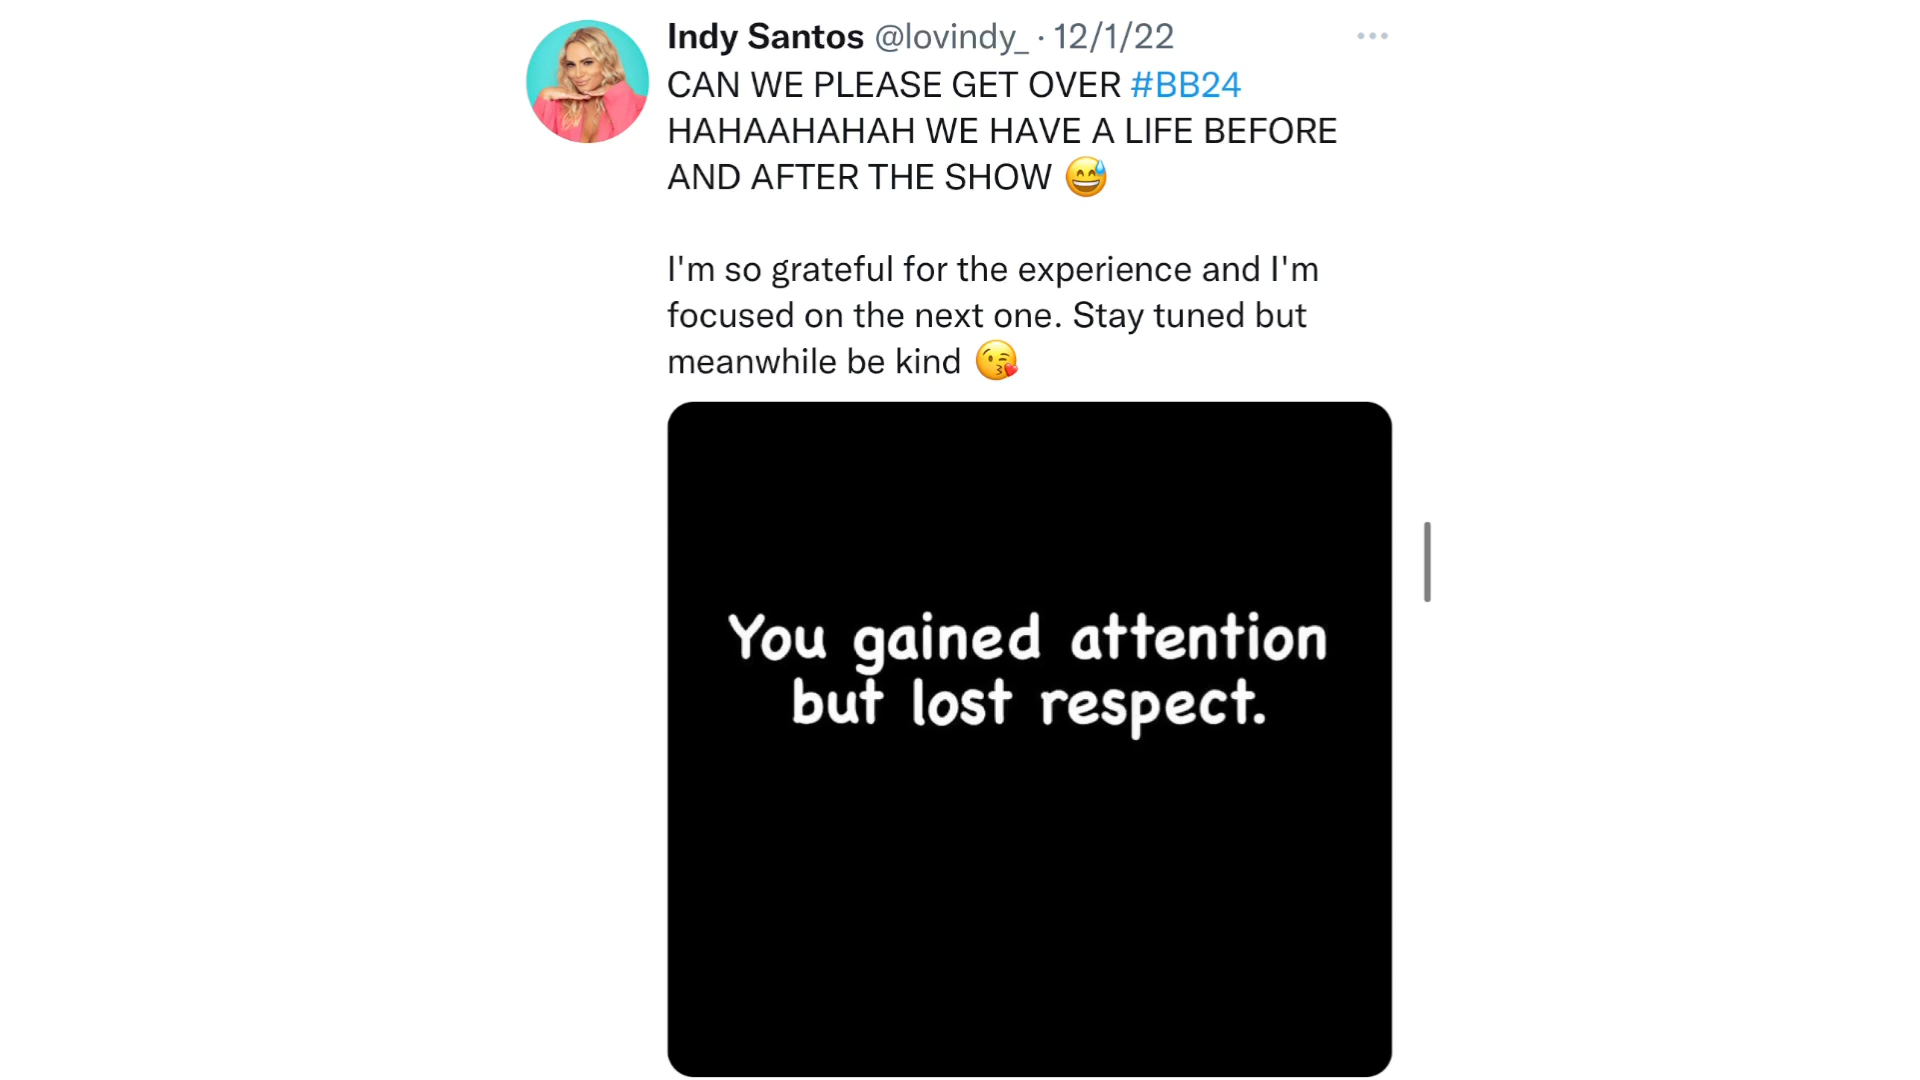 Indy Santos @lovindy_ · 12/1/22
CAN WE PLEASE GET OVER #BB24
HAHAAHAHAH WE HAVE A LIFE BEFORE
AND AFTER THE SHOW 😅
I'm so grateful for the experience and I'm
focused on the next one. Stay tuned but
meanwhile be kind 😘
You gained attention
but lost respect.